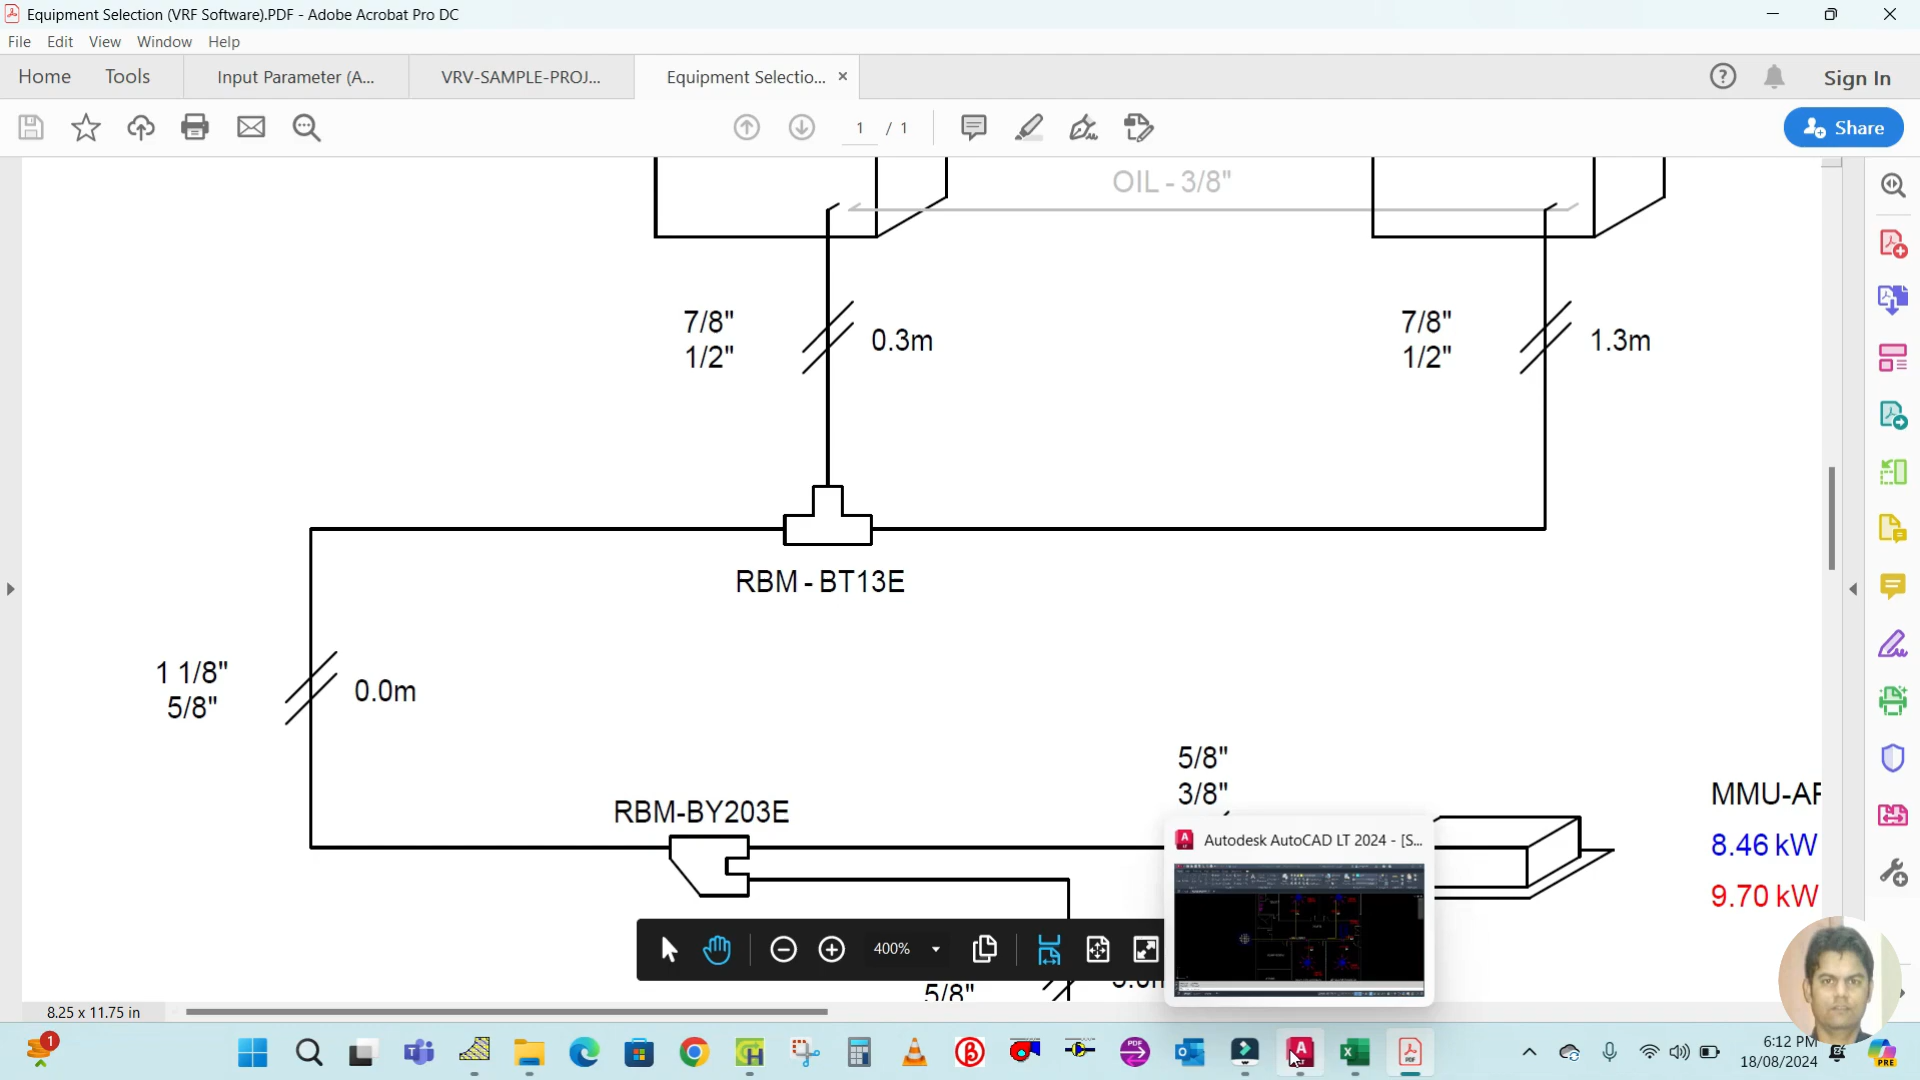 Equipment Selection (VRF Software).PDF - Adobe Acrobat Pro DC
File Edit View Window Help
Home Tools Input Parameter (A... VRV-SAMPLE-PROJ... Equipment Selectio... × Sign In
1 / 1 Share
OIL - 3/8"
7/8" 0.3m 7/8" 1.3m
1/2" 1/2"
RBM - BT13E
1 1/8" 0.0m
5/8"
5/8"
3/8"
RBM-BY203E
MMU-AP
Autodesk AutoCAD LT 2024 - [S...
8.46 kW
9.70 kW
400%
5/8"
8.25 x 11.75 in
1
6:12 PM
18/08/2024
PRE